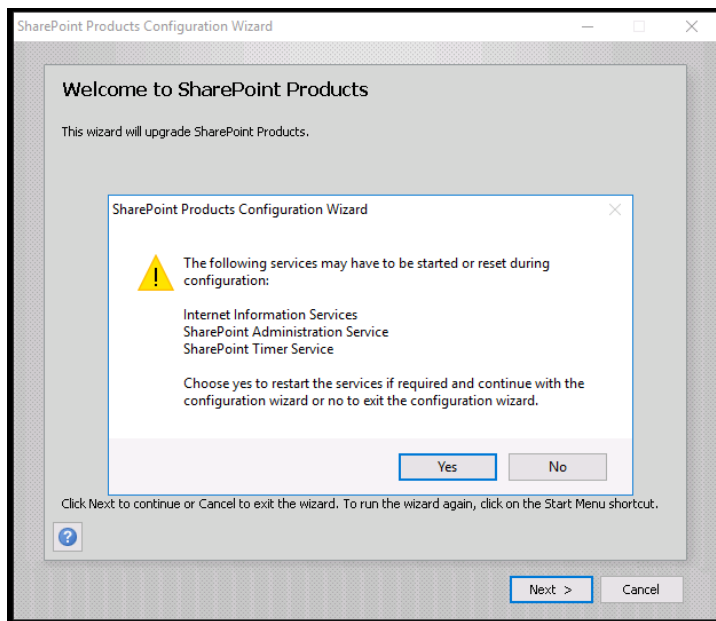 SharePoint Products Configuration Wizard
Welcome to SharePoint Products
This wizard will upgrade SharePoint Products.
SharePoint Products Configuration Wizard
The following services may have to be started or reset during
configuration:
Internet Information Services
SharePoint Administration Service
SharePoint Timer Service
Choose yes to restart the services if required and continue with the
configuration wizard or no to exit the configuration wizard.
Yes No
Click Next to continue or Cancel to exit the wizard. To run the wizard again, click on the Start Menu shortcut.
Next > Cancel